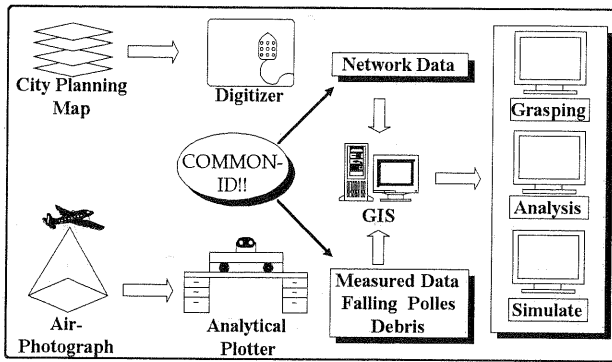 City Planning
Map
Digitizer
Network Data
Grasping
COMMON-
ID!!
GIS
Analysis
Air-
Photograph
Analytical
Plotter
Measured Data
Falling Polles
Debris
Simulate